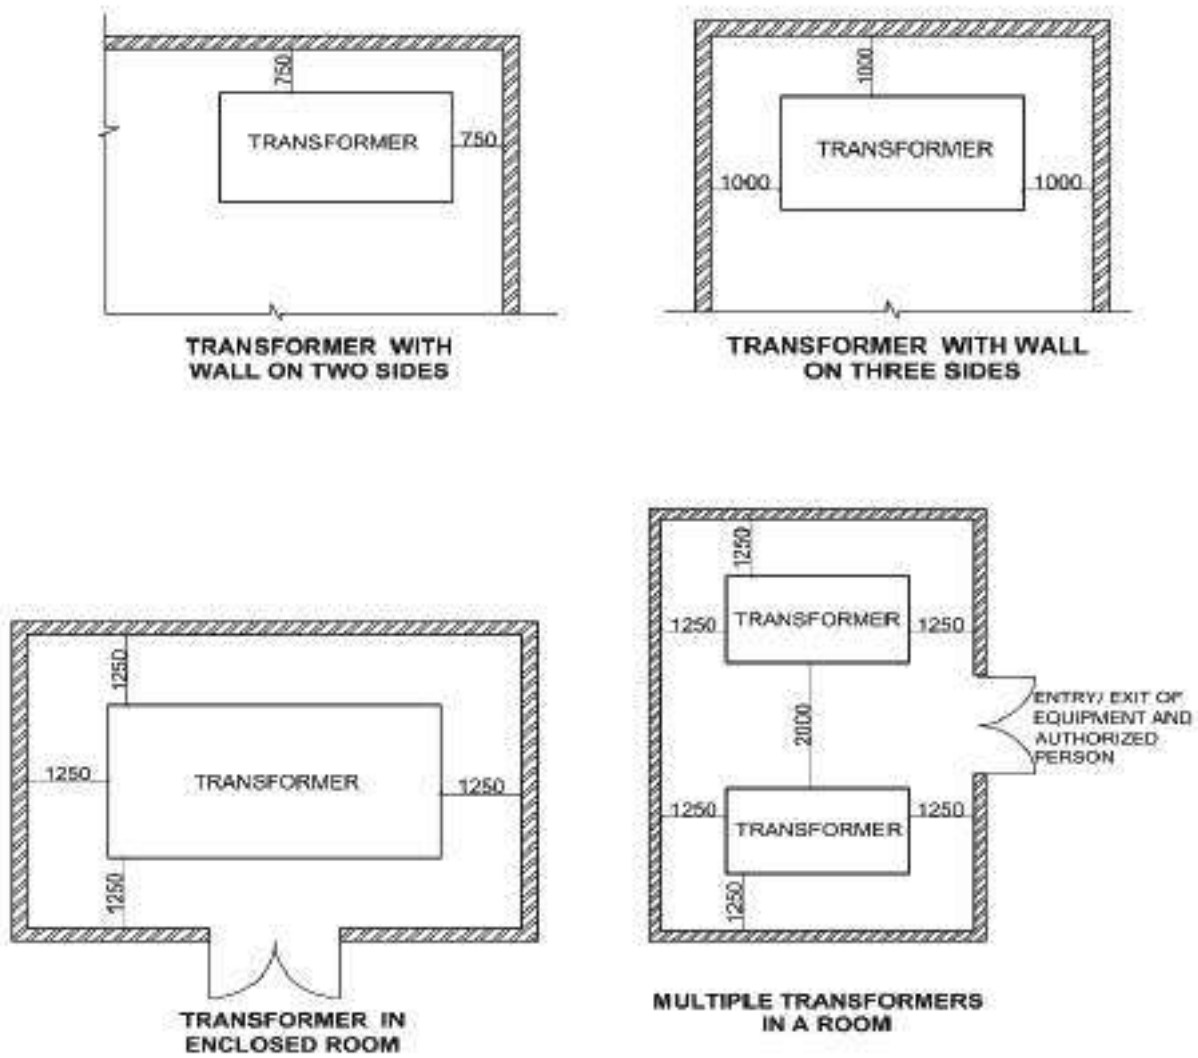 750
TRANSFORMER
750
TRANSFORMER WITH
WALL ON TWO SIDES
1000
TRANSFORMER
1000
1000
TRANSFORMER WITH WALL
ON THREE SIDES
1250
1250
TRANSFORMER
1250
1250
TRANSFORMER IN
ENCLOSED ROOM
1250
1250
TRANSFORMER
1250
2000
ENTRY/ EXIT OF
EQUIPMENT AND
AUTHORIZED
PERSON
1250
TRANSFORMER
1250
1250
MULTIPLE TRANSFORMERS
IN A ROOM